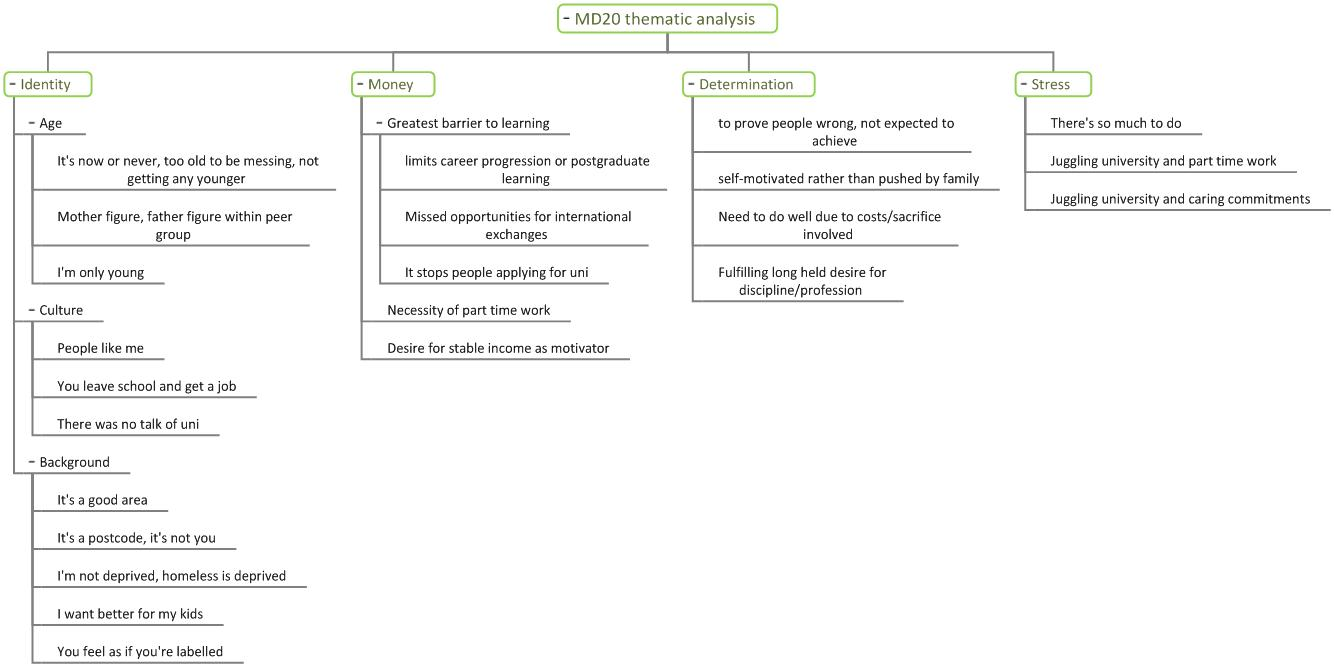 − MD20 thematic analysis
− Identity
− Age
It's now or never, too old to be messing, not
getting any younger
Mother figure, father figure within peer
group
I'm only young
− Culture
People like me
You leave school and get a job
There was no talk of uni
− Background
It's a good area
It's a postcode, it's not you
I'm not deprived, homeless is deprived
I want better for my kids
You feel as if you're labelled
− Money
− Greatest barrier to learning
limits career progression or postgraduate
learning
Missed opportunities for international
exchanges
It stops people applying for uni
Necessity of part time work
Desire for stable income as motivator
− Determination
to prove people wrong, not expected to
achieve
self-motivated rather than pushed by family
Need to do well due to costs/sacrifice
involved
Fulfilling long held desire for
discipline/profession
− Stress
There's so much to do
Juggling university and part time work
Juggling university and caring commitments